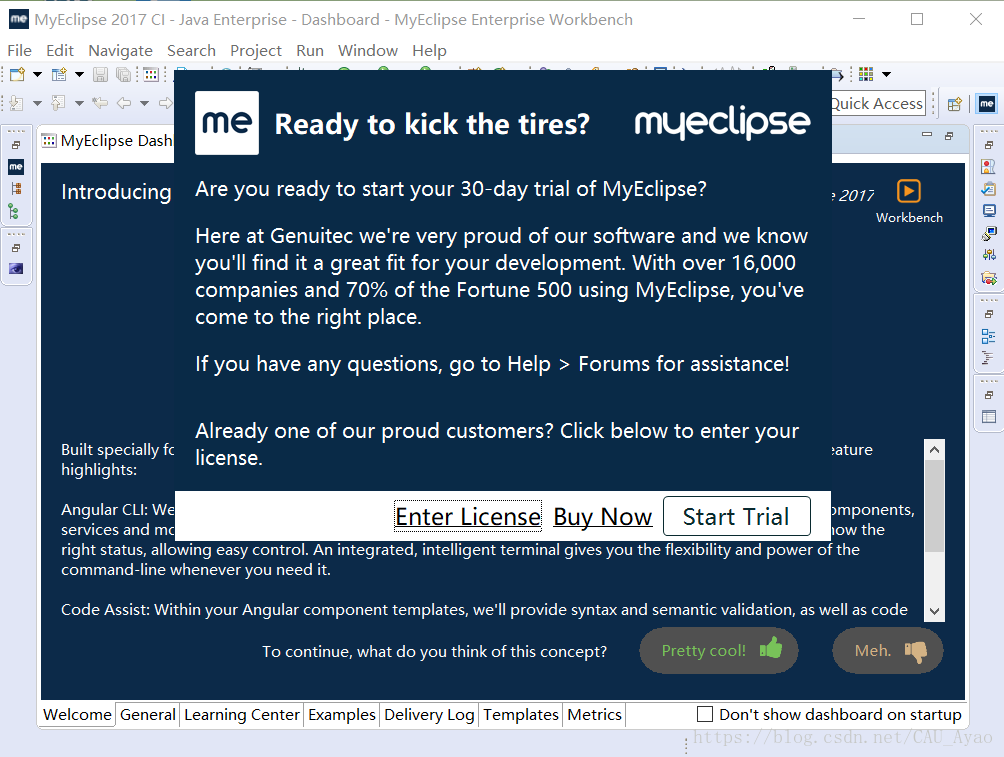 me MyEclipse 2017 CI - Java Enterprise - Dashboard - MyEclipse Enterprise Workbench
File Edit Navigate Search Project Run Window Help
Quick Access
me
MyEclipse Dash
me
me Ready to kick the tires? myeclipse
Are you ready to start your 30-day trial of MyEclipse?
Here at Genuitec we're very proud of our software and we know
you'll find it a great fit for your development. With over 16,000
companies and 70% of the Fortune 500 using MyEclipse, you've
come to the right place.
If you have any questions, go to Help > Forums for assistance!
Already one of our proud customers? Click below to enter your
license.
Enter License Buy Now Start Trial
Introducing
2017
Workbench
Built specially fo
eature
highlights:
Angular CLI: We
omponents,
services and mo
now the
right status, allowing easy control. An integrated, intelligent terminal gives you the flexibility and power of the
command-line whenever you need it.
Code Assist: Within your Angular component templates, we'll provide syntax and semantic validation, as well as code
To continue, what do you think of this concept? Pretty cool! Meh.
Welcome General Learning Center Examples Delivery Log Templates Metrics Don't show dashboard on startup
https://blog.csdn.net/CAU_Ayao